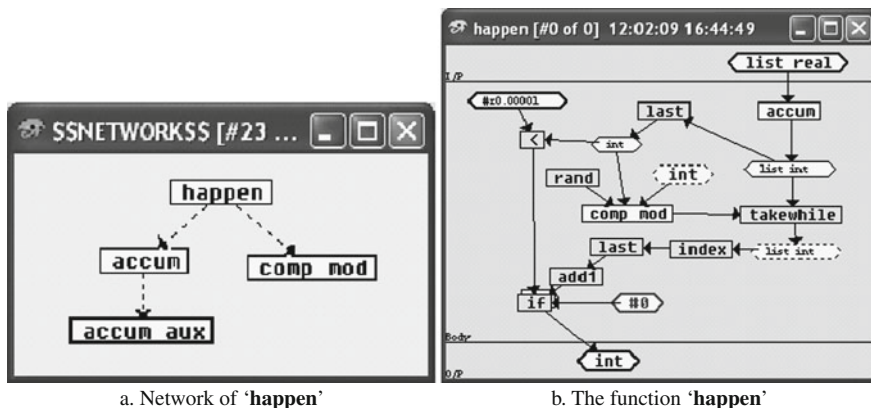 $$NETWORK$$ [#23 ...
happen
accum
comp mod
accum aux
a. Network of ‘happen’
happen [#0 of 0] 12:02:09 16:44:49
list real
I/P
#r0.00001
last
accum
<
int
list int
rand
int
comp mod
takewhile
last
index
list int
add1
if
#0
Body
int
O/P
b. The function ‘happen’